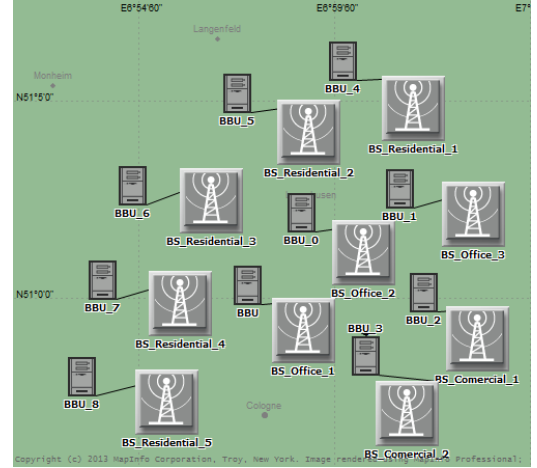 E6°54'60" E6°59'60" E7°
Langenfeld
Monheim
BBU_4
N51°5'0"
BBU_5
BS_Residential_1
BS_Residential_2
BBU_6
BBU_1
BBU_0
BS_Residential_3
BS_Office_3
BS_Office_2
N51°0'0"
BBU_7
BBU
BBU_2
BBU_3
BS_Residential_4
BS_Office_1
BS_Comercial_1
BBU_8
Cologne
BS_Residential_5
BS_Comercial_2
Copyright (c) 2013 MapInfo Corporation, Troy, New York. Image rendered using MapInfo Professional;